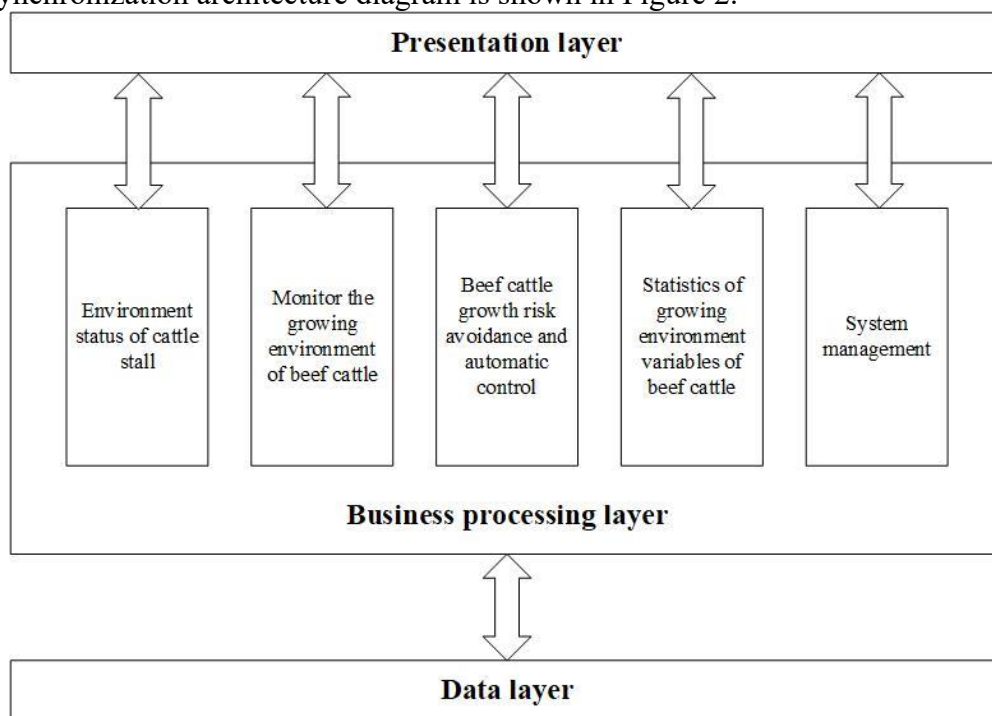 ynchronization architecture diagram is shown in Figure 2.
Presentation layer
Environment
status of cattle
stall
Monitor the
growing
environment
of beef cattle
Beef cattle
growth risk
avoidance and
automatic
control
Statistics of
growing
environment
variables of
beef cattle
System
management
Business processing layer
Data layer